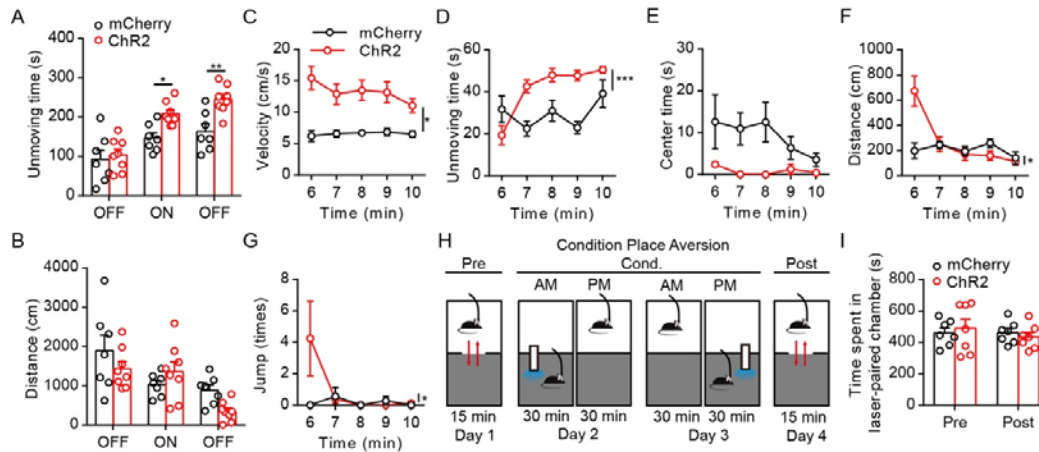 A
mCherry
ChR2
Unmoving time (s)
400
300
200
100
0
*
**
OFF
ON
OFF
C
mCherry
ChR2
Velocity (cm/s)
20
15
10
5
0
*
6 7 8 9 10
Time (min)
D
Unmoving time (s)
60
40
20
0
***
6 7 8 9 10
Time (min)
E
Center time (s)
30
20
10
0
6 7 8 9 10
Time (min)
F
Distance (cm)
1000
800
600
400
200
0
*
6 7 8 9 10
Time (min)
B
Distance (cm)
4000
3000
2000
1000
0
OFF
ON
OFF
G
Jump (times)
8
6
4
2
0
*
6 7 8 9 10
Time (min)
H
Condition Place Aversion
Pre
Cond.
Post
AM
PM
AM
PM
15 min
30 min
30 min
30 min
30 min
15 min
Day 1
Day 2
Day 3
Day 4
I
mCherry
ChR2
Time spent in
laser-paired chamber (s)
800
600
400
200
0
Pre
Post